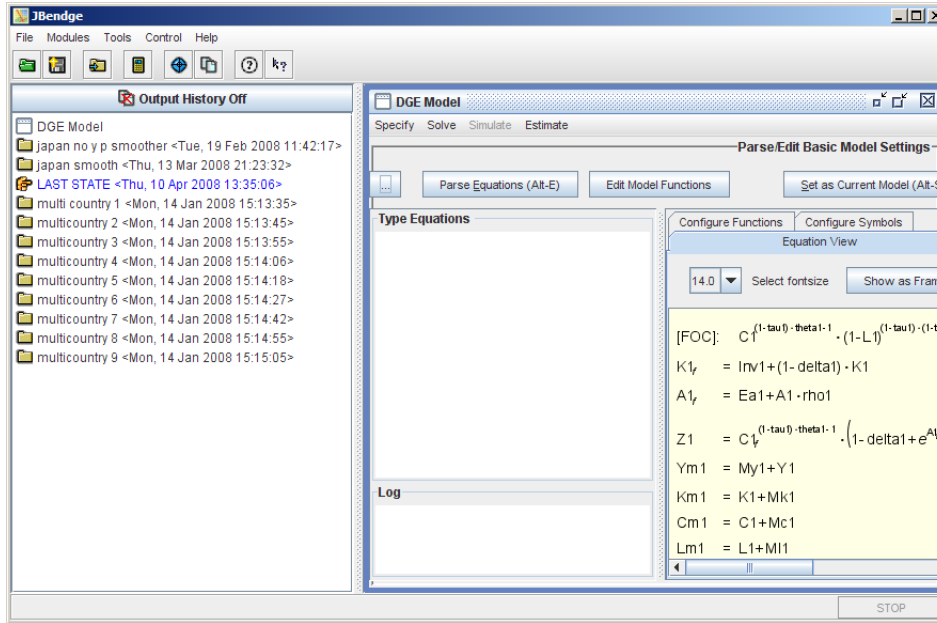 JBendge
File Modules Tools Control Help
Output History Off
DGE Model
japan no y p smoother <Tue, 19 Feb 2008 11:42:17>
japan smooth <Thu, 13 Mar 2008 21:23:32>
LAST STATE <Thu, 10 Apr 2008 13:35:06>
multi country 1 <Mon, 14 Jan 2008 15:13:35>
multicountry 2 <Mon, 14 Jan 2008 15:13:45>
multicountry 3 <Mon, 14 Jan 2008 15:13:55>
multicountry 4 <Mon, 14 Jan 2008 15:14:06>
multicountry 5 <Mon, 14 Jan 2008 15:14:18>
multicountry 6 <Mon, 14 Jan 2008 15:14:27>
multicountry 7 <Mon, 14 Jan 2008 15:14:42>
multicountry 8 <Mon, 14 Jan 2008 15:14:55>
multicountry 9 <Mon, 14 Jan 2008 15:15:05>
DGE Model
Specify Solve Simulate Estimate
Parse/Edit Basic Model Settings
... Parse Equations (Alt-E) Edit Model Functions Set as Current Model (Alt-S
Type Equations
Log
Configure Functions Configure Symbols
Equation View
14.0 Select fontsize Show as Fram
[FOC]: C1^(1-tau1)·theta1-1 · (1-L1)^(1-tau1)·(1-t
K1, = Inv1+(1-delta1)·K1
A1, = Ea1+A1·rho1
Z1 = C1,^(1-tau1)·theta1-1 ·(1-delta1+e^A1
Ym1 = My1+Y1
Km1 = K1+Mk1
Cm1 = C1+Mc1
Lm1 = L1+Ml1
STOP